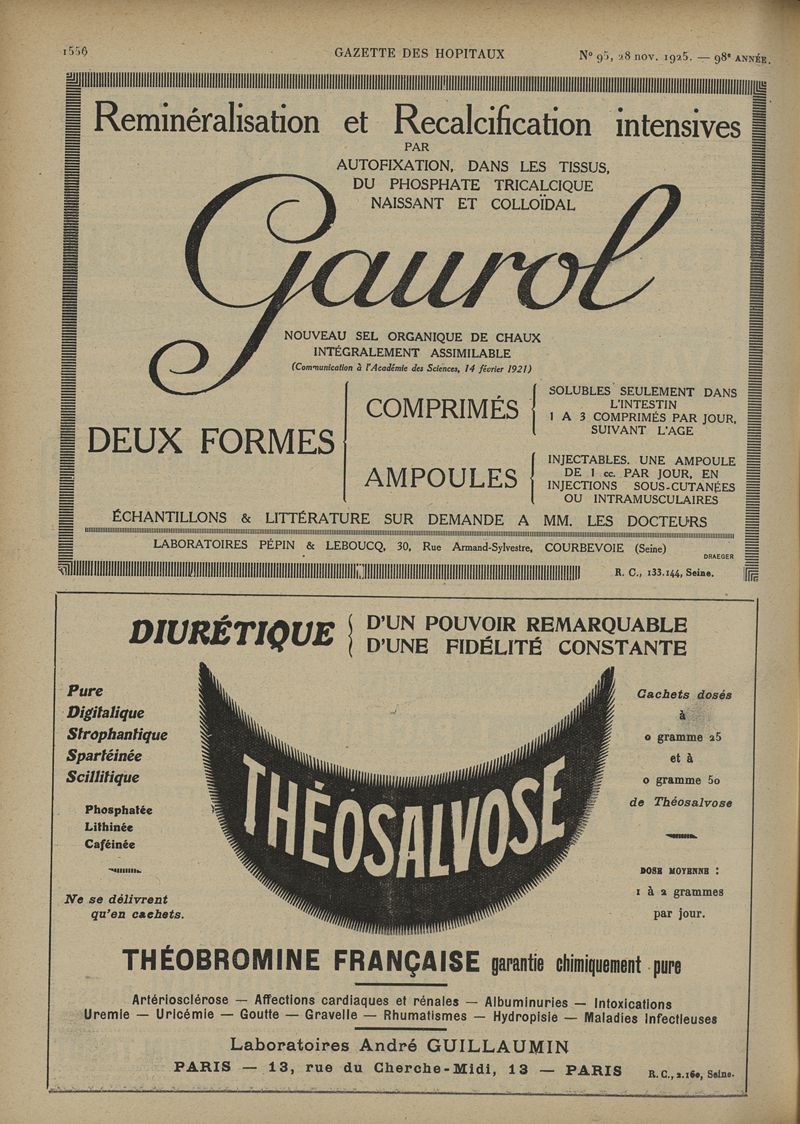 1556 GAZETTE DES HOPITAUX N° 95, 28 nov. 1925. — 98e ANNÉE.
Reminéralisation et Recalcification intensives
PAR
AUTOFIXATION, DANS LES TISSUS,
DU PHOSPHATE TRICALCIQUE
NAISSANT ET COLLOÏDAL
Gaurol
NOUVEAU SEL ORGANIQUE DE CHAUX
INTÉGRALEMENT ASSIMILABLE
(Communication à l'Académie des Sciences, 14 février 1921)
DEUX FORMES
COMPRIMÉS
SOLUBLES SEULEMENT DANS
L'INTESTIN
1 A 3 COMPRIMÉS PAR JOUR,
SUIVANT L'AGE
AMPOULES
INJECTABLES. UNE AMPOULE
DE 1 cc. PAR JOUR, EN
INJECTIONS SOUS-CUTANÉES
OU INTRAMUSCULAIRES
ÉCHANTILLONS & LITTÉRATURE SUR DEMANDE A MM. LES DOCTEURS
LABORATOIRES PÉPIN & LEBOUCQ, 30, Rue Armand-Sylvestre, COURBEVOIE (Seine)
DRAEGER
R. C., 133.144, Seine.
DIURÉTIQUE
D'UN POUVOIR REMARQUABLE
D'UNE FIDÉLITÉ CONSTANTE
Pure
Digitalique
Strophantique
Spartéinée
Scillitique
Phosphatée
Lithinée
Caféinée
Ne se délivrent
qu'en cachets.
THÉOSALVOSE
Cachets dosés
à
0 gramme 25
et à
0 gramme 50
de Théosalvose
DOSE MOYENNE :
1 à 2 grammes
par jour.
THÉOBROMINE FRANÇAISE garantie chimiquement pure
Artériosclérose — Affections cardiaques et rénales — Albuminuries — Intoxications
Uremie — Uricémie — Goutte — Gravelle — Rhumatismes — Hydropisie — Maladies Infectieuses
Laboratoires André GUILLAUMIN
PARIS — 13, rue du Cherche-Midi, 13 — PARIS
R. C., 2.160, Seine.